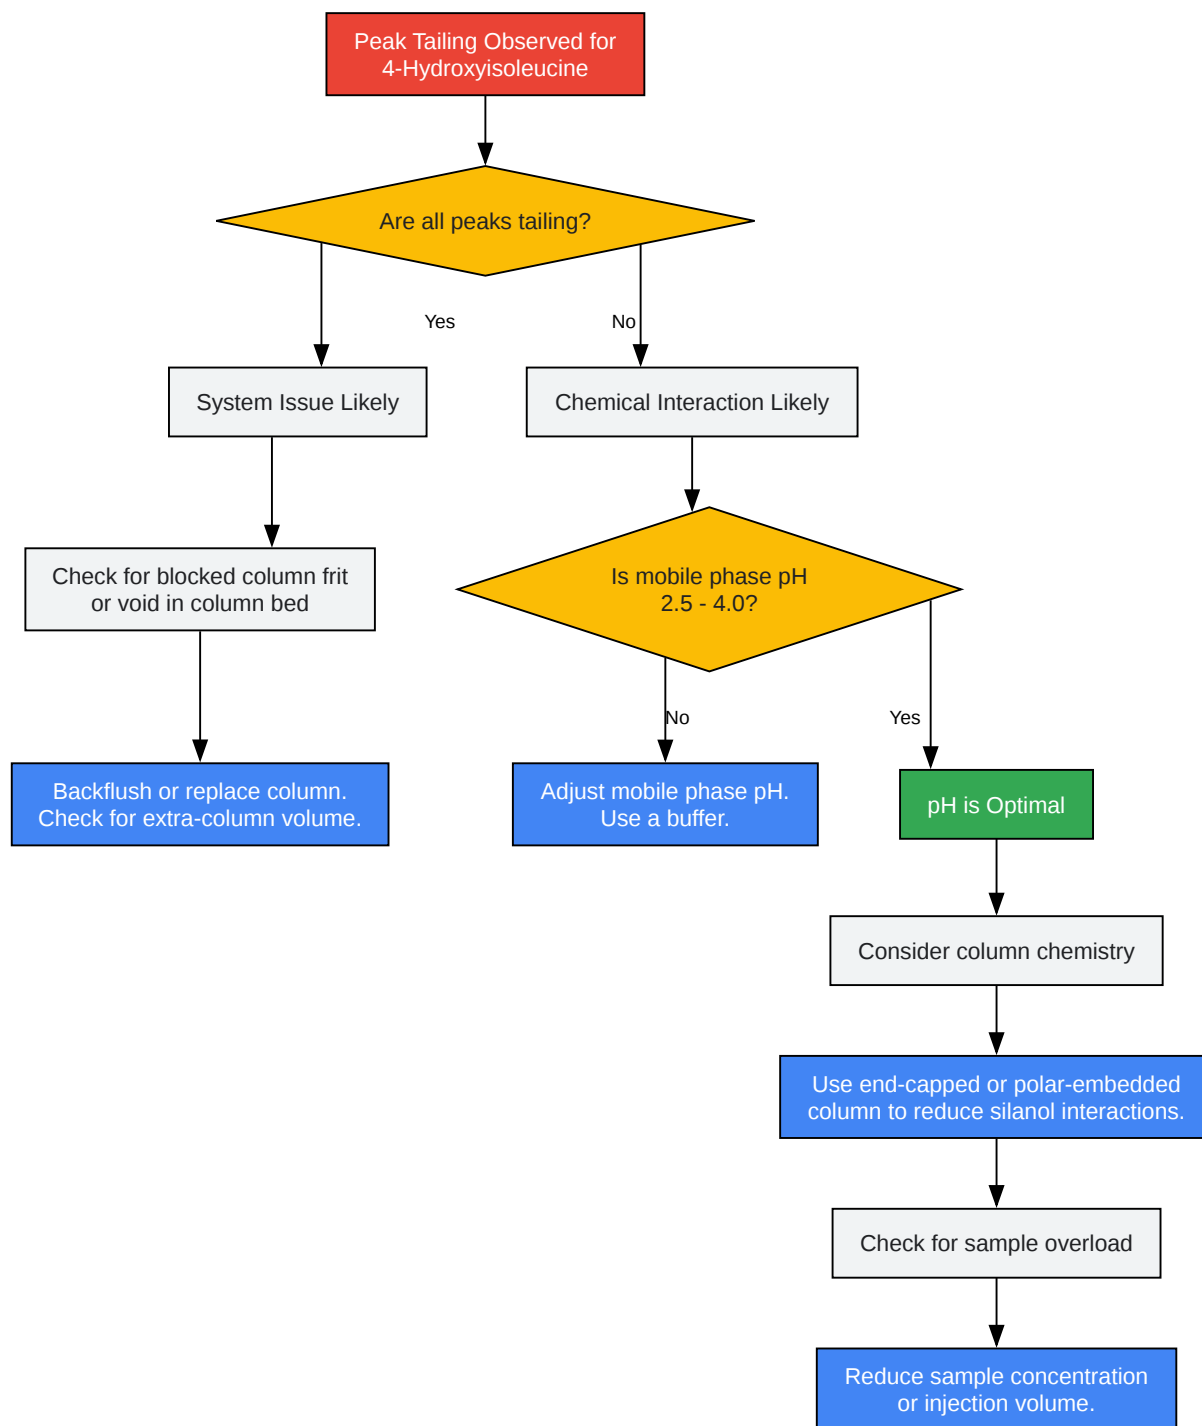 Peak Tailing Observed for
4-Hydroxyisoleucine
Are all peaks tailing?
Yes
No
System Issue Likely
Chemical Interaction Likely
Check for blocked column frit
or void in column bed
Is mobile phase pH
2.5 - 4.0?
No
Yes
Backflush or replace column.
Check for extra-column volume.
Adjust mobile phase pH.
Use a buffer.
pH is Optimal
Consider column chemistry
Use end-capped or polar-embedded
column to reduce silanol interactions.
Check for sample overload
Reduce sample concentration
or injection volume.